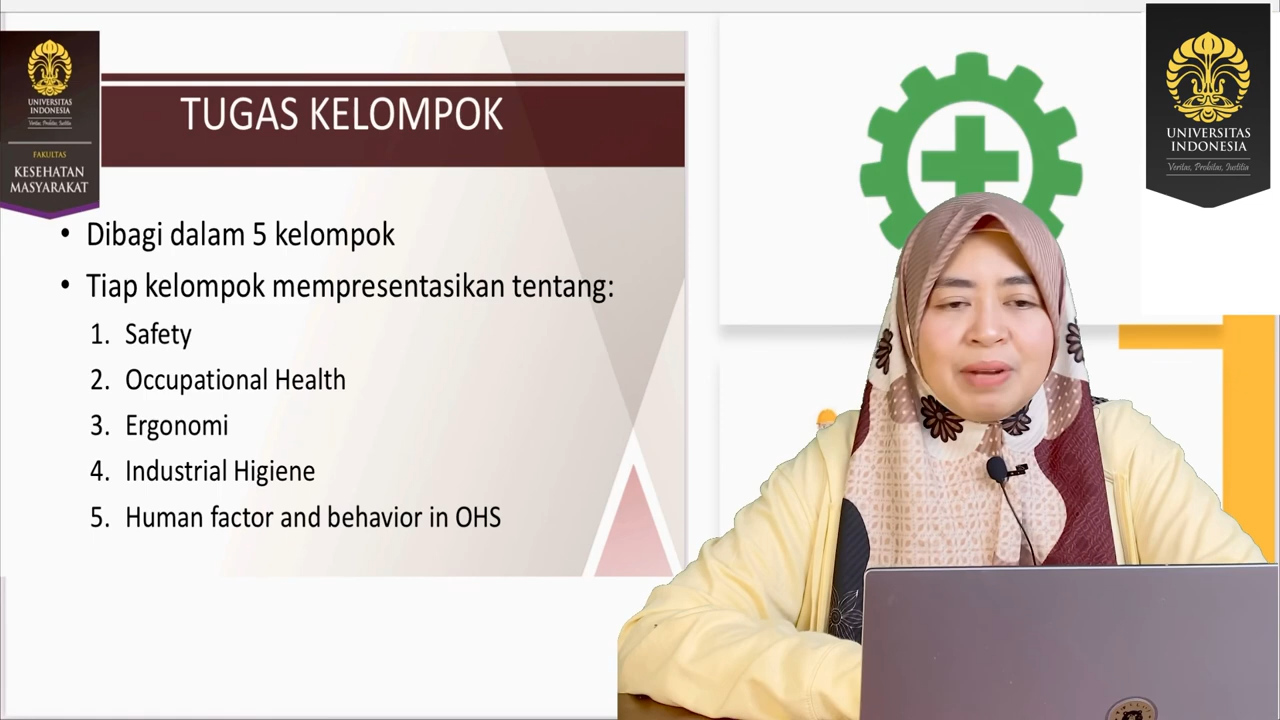 UNIVERSITAS
INDONESIA
Veritas, Probitas, Justitia
FAKULTAS
KESEHATAN
MASYARAKAT
TUGAS KELOMPOK
• Dibagi dalam 5 kelompok
• Tiap kelompok mempresentasikan tentang:
1. Safety
2. Occupational Health
3. Ergonomi
4. Industrial Higiene
5. Human factor and behavior in OHS
UNIVERSITAS
INDONESIA
Veritas, Probitas, Justitia